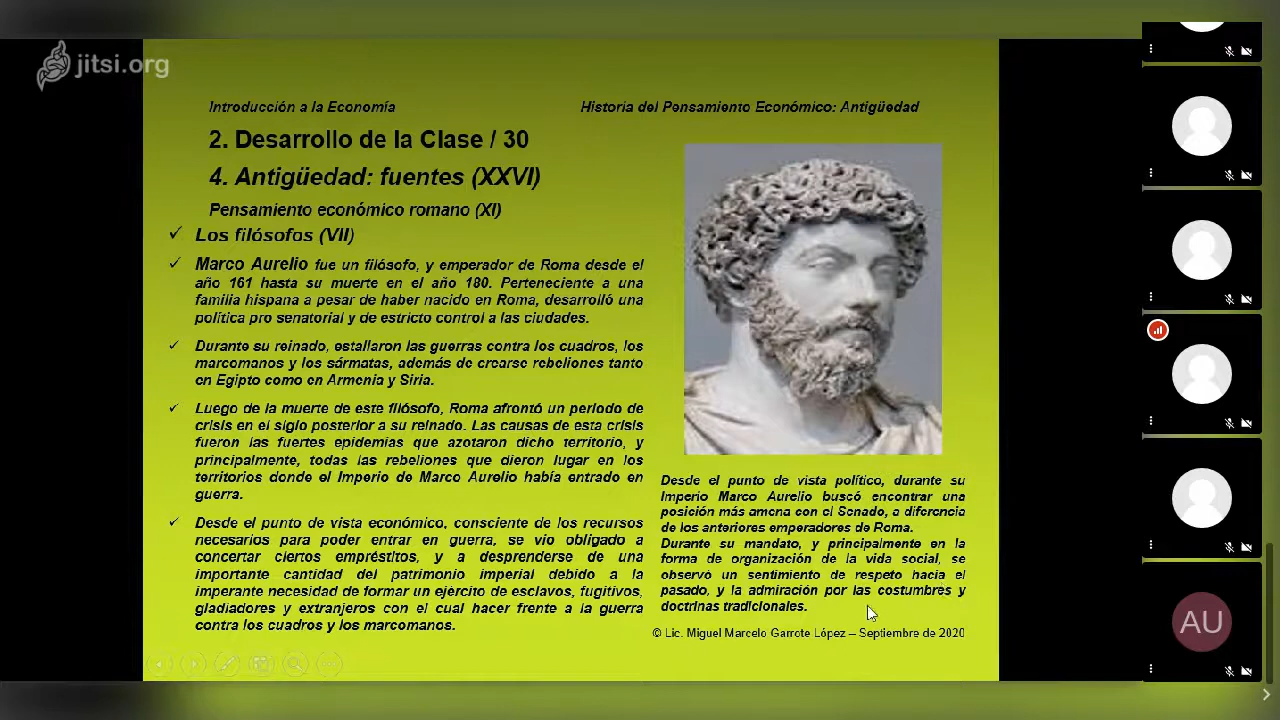 jitsi.org
Introducción a la Economía
Historia del Pensamiento Económico: Antigüedad
2. Desarrollo de la Clase / 30
4. Antigüedad: fuentes (XXVI)
Pensamiento económico romano (XI)
✓ Los filósofos (VII)
✓ Marco Aurelio fue un filósofo, y emperador de Roma desde el
año 161 hasta su muerte en el año 180. Perteneciente a una
familia hispana a pesar de haber nacido en Roma, desarrolló una
política pro senatorial y de estricto control a las ciudades.
✓ Durante su reinado, estallaron las guerras contra los cuadros, los
marcomanos y los sármatas, además de crearse rebeliones tanto
en Egipto como en Armenia y Siria.
✓ Luego de la muerte de este filósofo, Roma afrontó un periodo de
crisis en el siglo posterior a su reinado. Las causas de esta crisis
fueron las fuertes epidemias que azotaron dicho territorio, y
principalmente, todas las rebeliones que dieron lugar en los
territorios donde el Imperio de Marco Aurelio había entrado en
guerra.
✓ Desde el punto de vista económico, consciente de los recursos
necesarios para poder entrar en guerra, se vio obligado a
concertar ciertos empréstitos, y a desprenderse de una
importante cantidad del patrimonio imperial debido a la
imperante necesidad de formar un ejército de esclavos, fugitivos,
gladiadores y extranjeros con el cual hacer frente a la guerra
contra los cuadros y los marcomanos.
Desde el punto de vista político, durante su
Imperio Marco Aurelio buscó encontrar una
posición más amena con el Senado, a diferencia
de los anteriores emperadores de Roma.
Durante su mandato, y principalmente en la
forma de organización de la vida social, se
observó un sentimiento de respeto hacia el
pasado, y la admiración por las costumbres y
doctrinas tradicionales.
© Lic. Miguel Marcelo Garrote López – Septiembre de 2020
AU